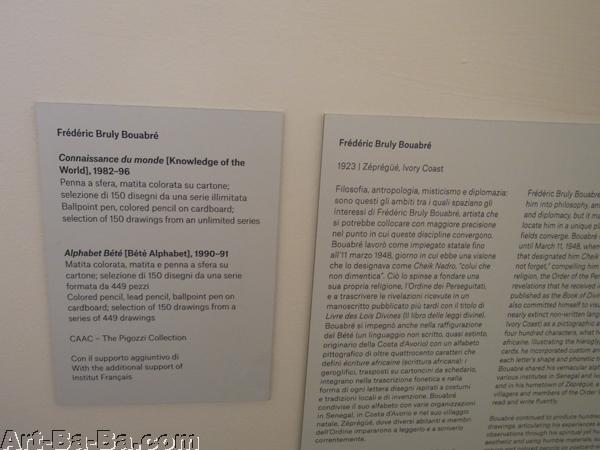 Frédéric Bruly Bouabré
Connaissance du monde [Knowledge of the
World], 1982–96
Penna a sfera, matita colorata su cartone;
selezione di 150 disegni da una serie illimitata
Ballpoint pen, colored pencil on cardboard;
selection of 150 drawings from an unlimited series
Alphabet Bété [Bété Alphabet], 1990–91
Matita colorata, matita e penna a sfera su
cartone; selezione di 150 disegni da una serie
formata da 449 pezzi
Colored pencil, lead pencil, ballpoint pen on
cardboard; selection of 150 drawings from a
series of 449 drawings
CAAC – The Pigozzi Collection
Con il supporto aggiuntivo di
With the additional support of
Institut Français
Frédéric Bruly Bouabré
1923 | Zéprégüé, Ivory Coast
Filosofia, antropologia, misticismo e diplomazia:
sono questi gli ambiti tra i quali spaziano gli
interessi di Frédéric Bruly Bouabré, artista che
si potrebbe collocare con maggiore precisione
nel punto in cui queste discipline convergono.
Bouabré lavorò come impiegato statale fino
all'11 marzo 1948, giorno in cui ebbe una visione
che lo designava come Cheik Nadro, "colui che
non dimentica". Ciò lo spinse a fondare una
sua propria religione, l'Ordine dei Perseguitati,
e a trascrivere le rivelazioni ricevute in un
manoscritto pubblicato più tardi con il titolo di
Livre des Lois Divines (Il libro delle leggi divine).
Bouabré si impegnò anche nella raffigurazione
del Bété (un linguaggio non scritto, quasi estinto,
originario della Costa d'Avorio) con un alfabeto
pittografico di oltre quattrocento caratteri che
definì écriture africaine (scrittura africana): i
geroglifici, trasposti su cartoncini da schedario,
integrano nella trascrizione fonetica e nella
forma di ogni lettera disegni ispirati a costumi
e tradizioni locali e di invenzione. Bouabré
condivise il suo alfabeto con varie organizzazioni
in Senegal, in Costa d'Avorio e nel suo villaggio
natale, Zéprégüé, dove diversi abitanti e membri
dell'Ordine impararono a leggerlo e a scriverlo
correntemente.
Frédéric Bruly Bouabré
him into philosophy, an
and diplomacy, but it ma
locate him in a unique pla
fields converge. Bouabré
until March 11, 1948, when
that designated him Cheik
not forget," compelling him
religion, the Order of the Per
revelations that he received i
published as the Book of Divin
also committed himself to visua
nearly extinct non-written lang
Ivory Coast) as a pictographic a
four hundred characters, what h
africaine. Illustrating the hierogly
cards, he incorporated custom an
each letter's shape and phonetic t
Bouabré shared his vernacular alph
various institutes in Senegal and Ivo
and in his hometown of Zéprégüé, a
villagers and members of the Order l
read and write fluently.
Bouabré continued to produce hundred
drawings, articulating his experiences an
observations through his spiritual yet hu
aesthetic and using humble materials, su
Art-Ba-Ba.com